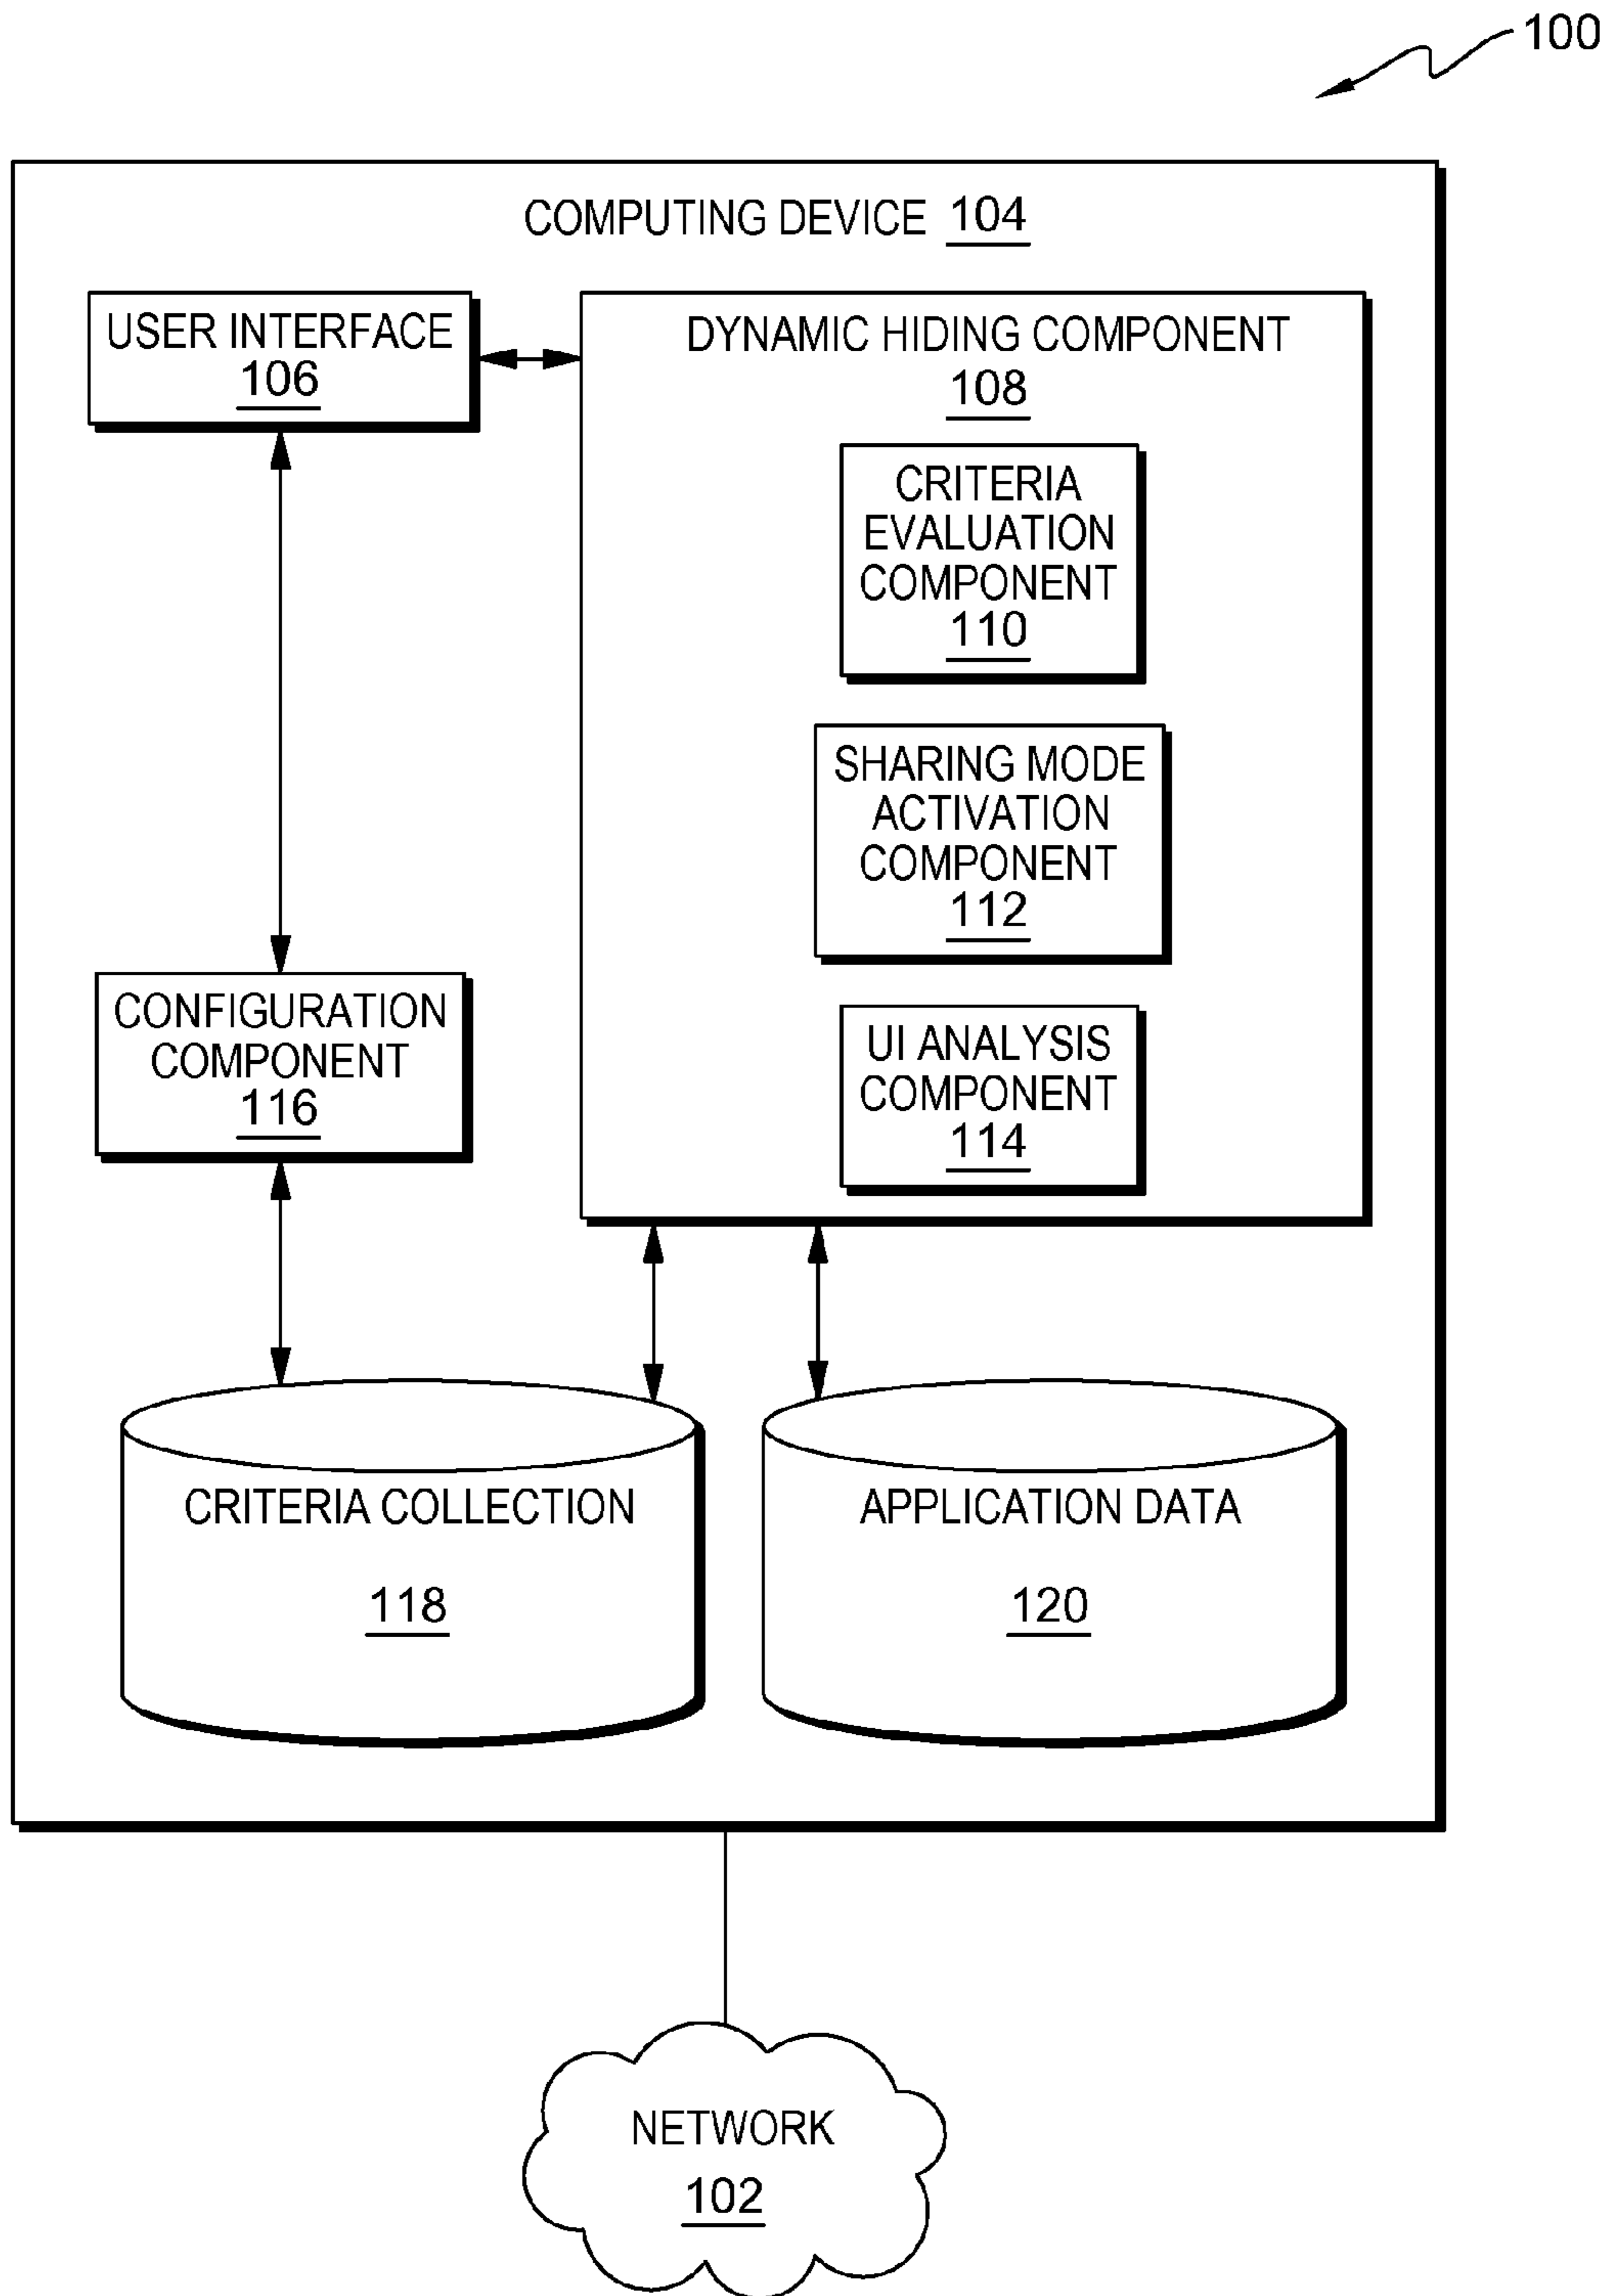 100
COMPUTING DEVICE 104
USER INTERFACE
106
DYNAMIC HIDING COMPONENT
108
CRITERIA
EVALUATION
COMPONENT
110
SHARING MODE
ACTIVATION
COMPONENT
112
CONFIGURATION
COMPONENT
116
UI ANALYSIS
COMPONENT
114
CRITERIA COLLECTION
118
APPLICATION DATA
120
NETWORK
102